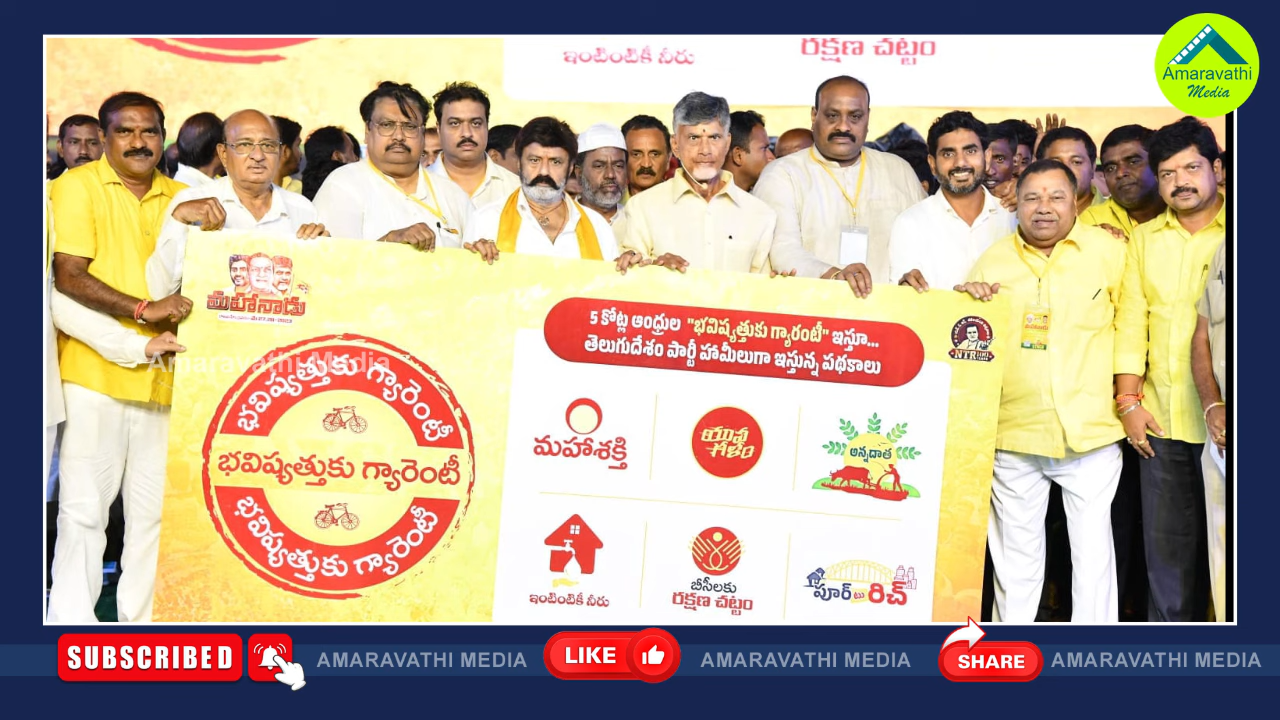 Amaravathi
Media
ఇంటింటికీ నీరు
రక్షణ చట్టం
మహానాడు
5 కోట్ల ఆంధ్రుల "భవిష్యత్తుకు గ్యారంటీ" ఇస్తూ...
తెలుగుదేశం పార్టీ హామీలుగా ఇస్తున్న పథకాలు
NTR
Amaravathi Media
భవిష్యత్తుకు గ్యారెంటీ
భవిష్యత్తుకు గ్యారెంటీ
భవిష్యత్తుకు గ్యారెంటీ
మహాశక్తి
యువ
గళం
అన్నదాత
ఇంటింటికీ నీరు
బీసీలకు
రక్షణ చట్టం
పూర్ టు రిచ్
SUBSCRIBED
AMARAVATHI MEDIA
LIKE
AMARAVATHI MEDIA
SHARE
AMARAVATHI MEDIA